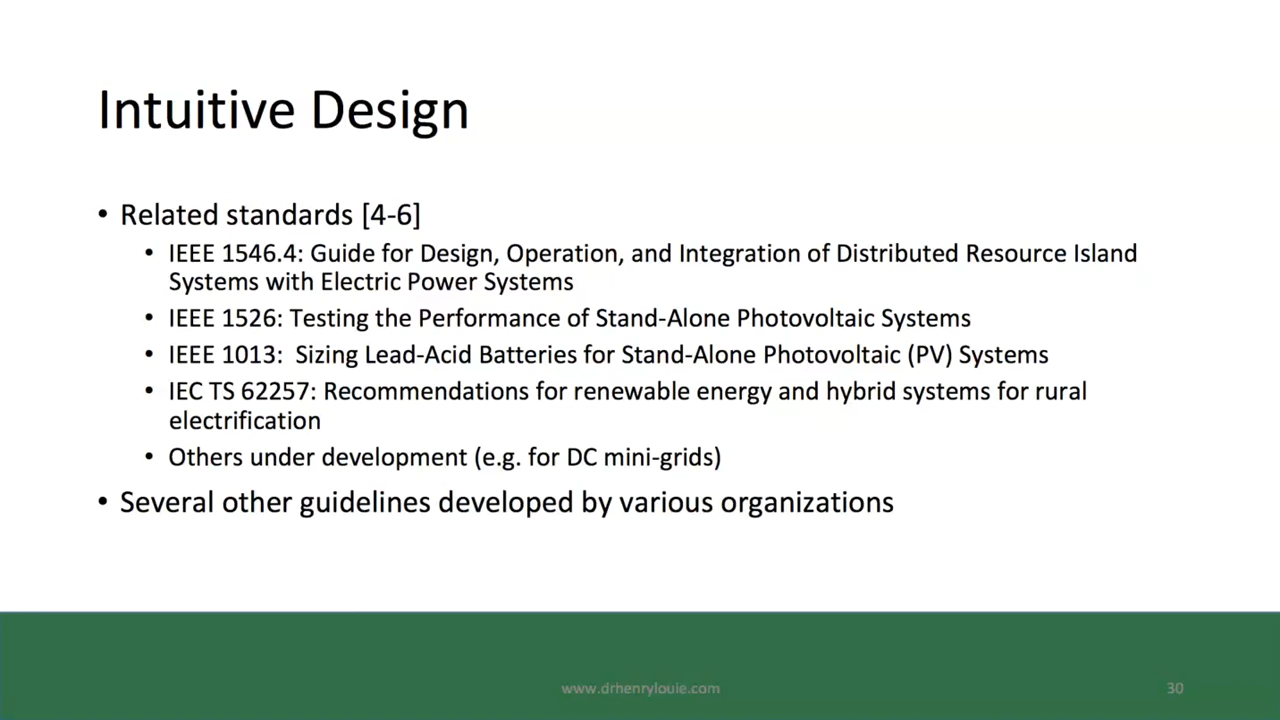 Intuitive Design
• Related standards [4-6]
• IEEE 1546.4: Guide for Design, Operation, and Integration of Distributed Resource Island
Systems with Electric Power Systems
• IEEE 1526: Testing the Performance of Stand-Alone Photovoltaic Systems
• IEEE 1013:  Sizing Lead-Acid Batteries for Stand-Alone Photovoltaic (PV) Systems
• IEC TS 62257: Recommendations for renewable energy and hybrid systems for rural
electrification
• Others under development (e.g. for DC mini-grids)
• Several other guidelines developed by various organizations
www.drhenrylouie.com
30